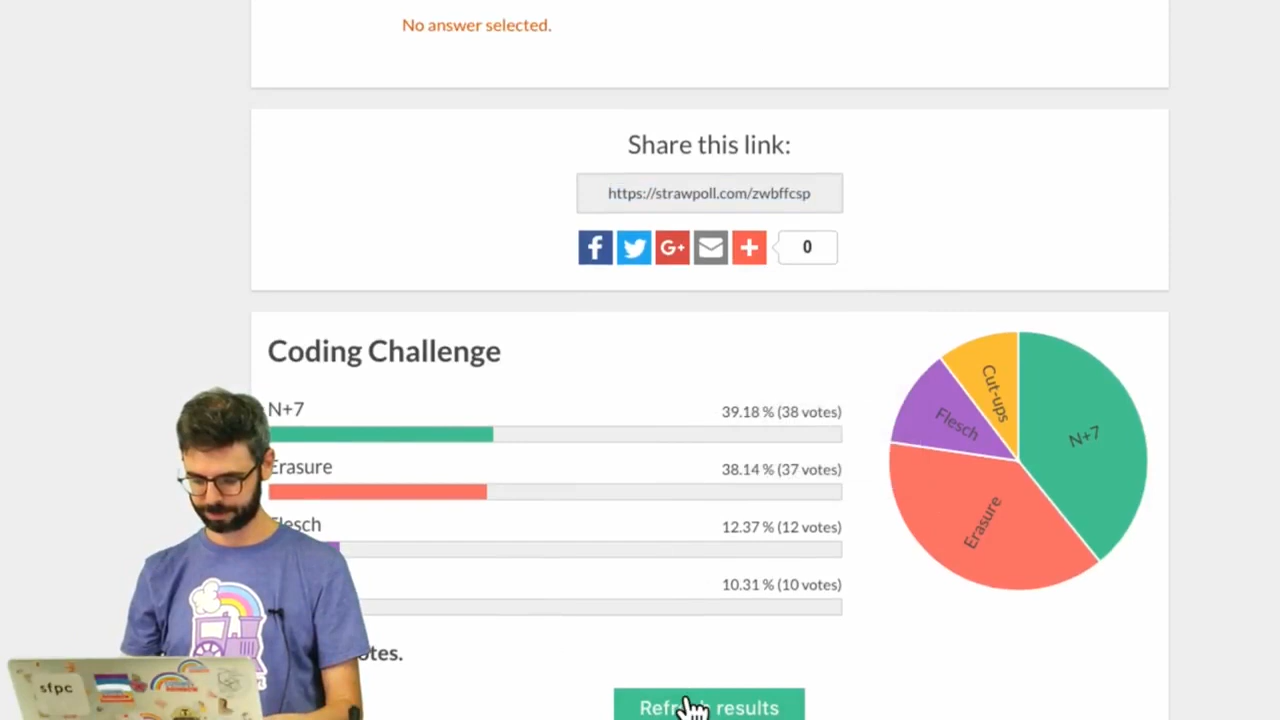 No answer selected.
Share this link:
https://strawpoll.com/zwbffcsp
f G+ + 0
Coding Challenge
N+7 39.18 % (38 votes)
Erasure 38.14 % (37 votes)
Flesch 12.37 % (12 votes)
10.31 % (10 votes)
otes.
results
Cut-ups
Flesch
N+7
Erasure
sfpc